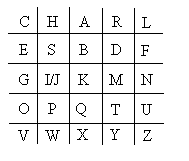 C H A R L
E S B D F
G I/J K M N
O P Q T U
V W X Y Z